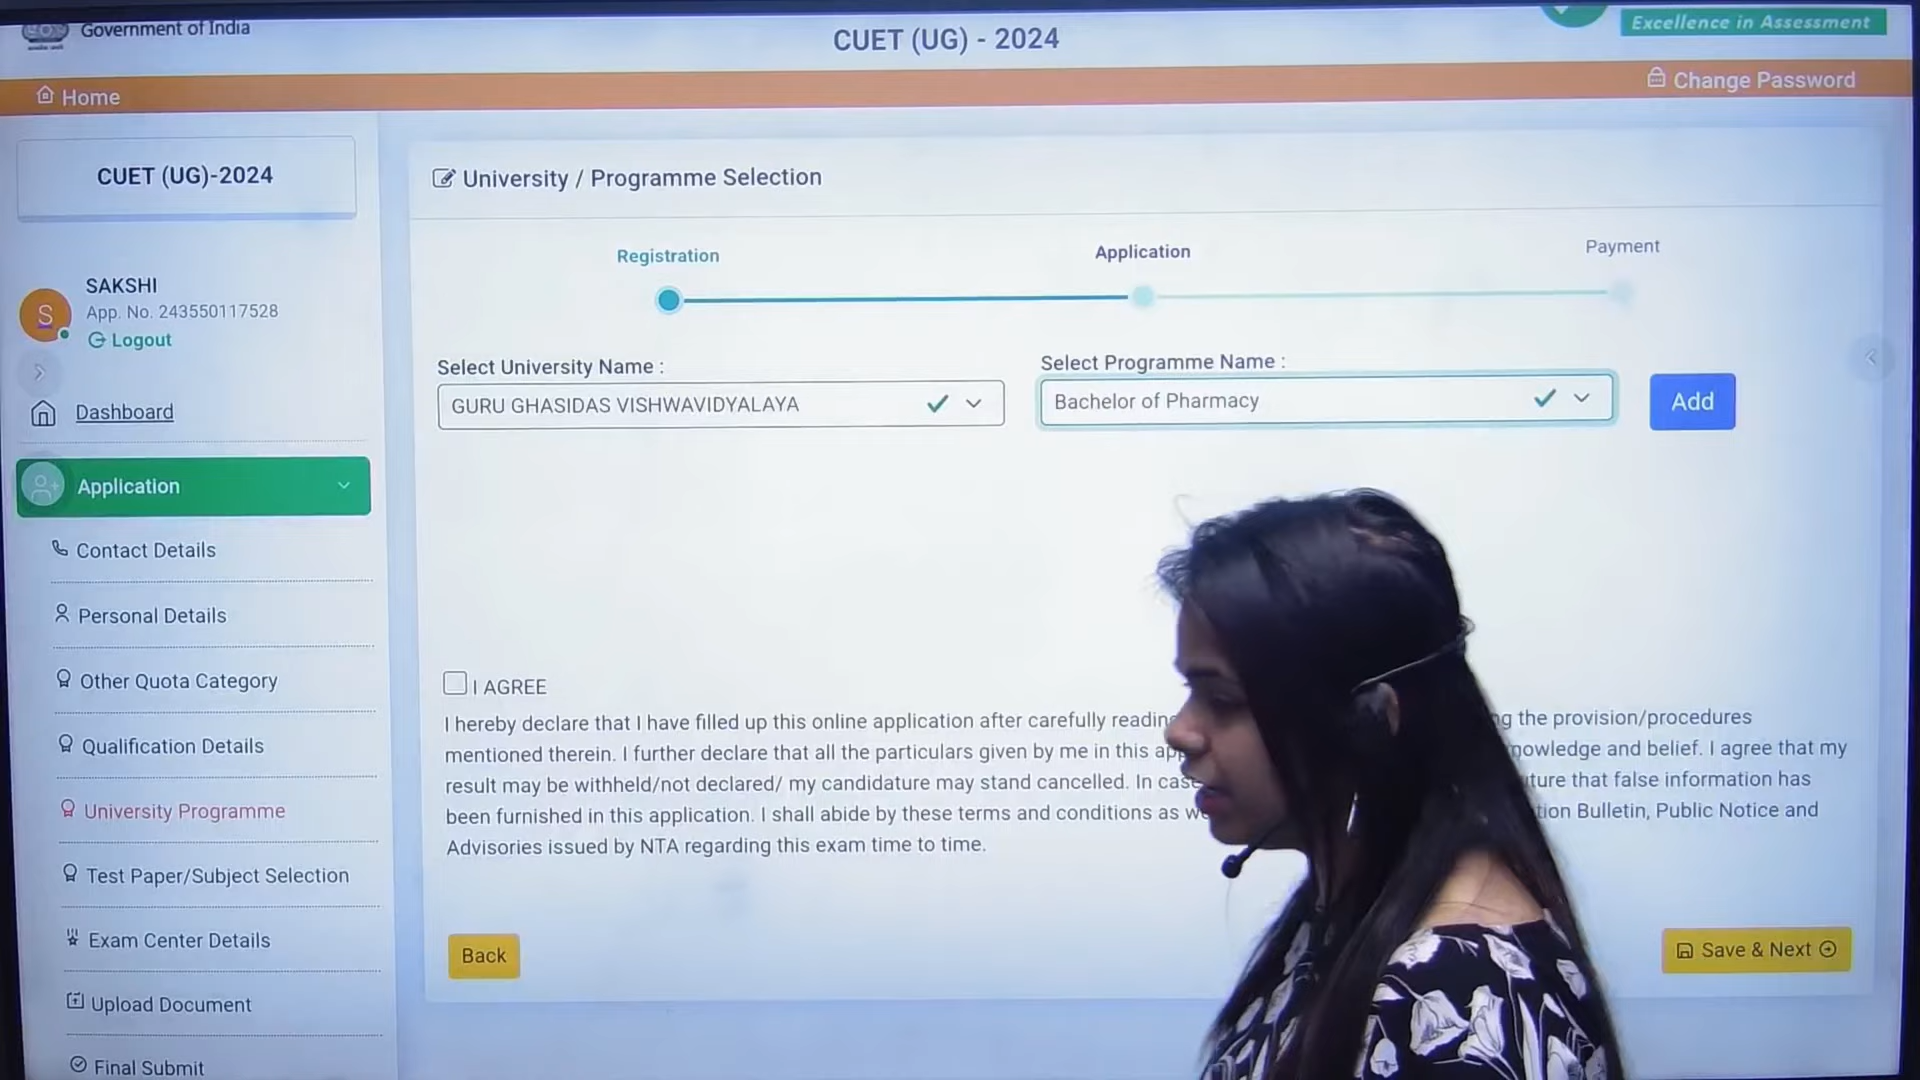 Government of India
CUET (UG) - 2024
Excellence in Assessment
Home
Change Password
CUET (UG)-2024
SAKSHI
App. No. 243550117528
Logout
Dashboard
Application
Contact Details
Personal Details
Other Quota Category
Qualification Details
University Programme
Test Paper/Subject Selection
Exam Center Details
Upload Document
Final Submit
University / Programme Selection
Registration
Application
Payment
Select University Name :
GURU GHASIDAS VISHWAVIDYALAYA
Select Programme Name :
Bachelor of Pharmacy
Add
I AGREE
I hereby declare that I have filled up this online application after carefully reading the provision/procedures
mentioned therein. I further declare that all the particulars given by me in this knowledge and belief. I agree that my
result may be withheld/not declared/ my candidature may stand cancelled. In case that false information has
been furnished in this application. I shall abide by these terms and conditions as Bulletin, Public Notice and
Advisories issued by NTA regarding this exam time to time.
Back
Save & Next